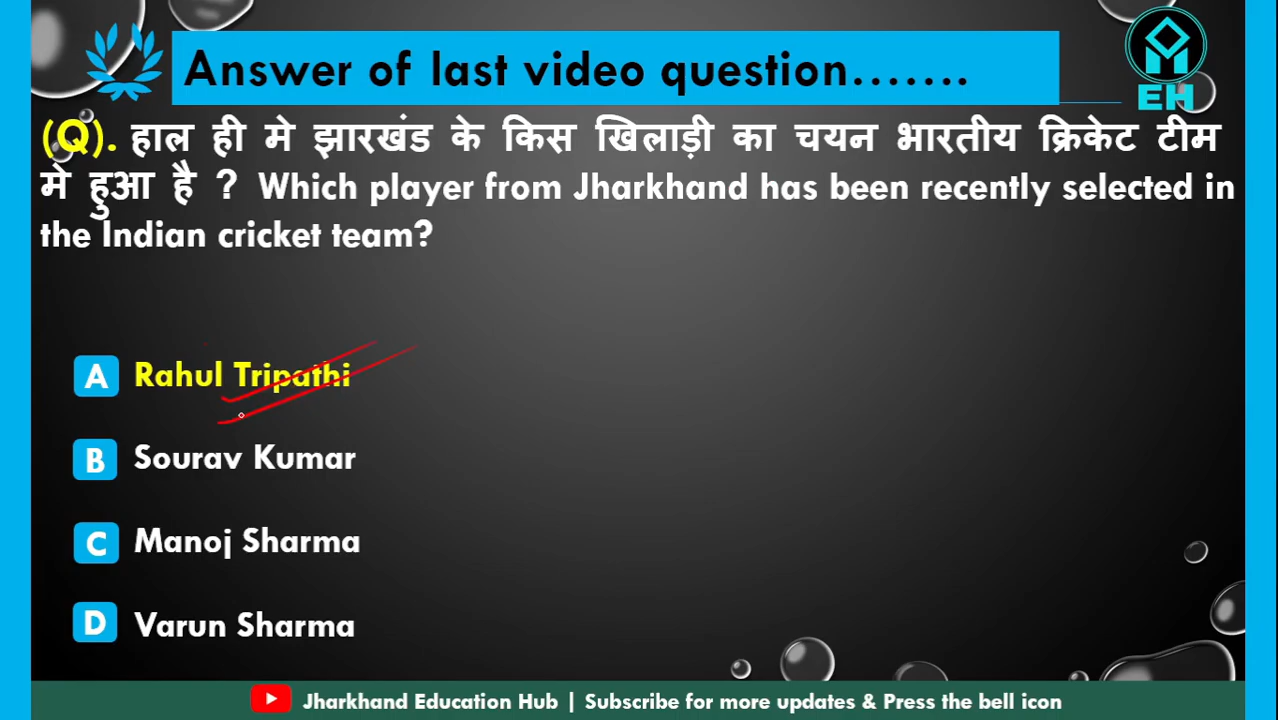 Answer of last video question.......
EH
(Q). हाल ही मे झारखंड के किस खिलाड़ी का चयन भारतीय क्रिकेट टीम
मे हुआ है ? Which player from Jharkhand has been recently selected in
the Indian cricket team?
A Rahul Tripathi
B Sourav Kumar
C Manoj Sharma
D Varun Sharma
Jharkhand Education Hub | Subscribe for more updates & Press the bell icon